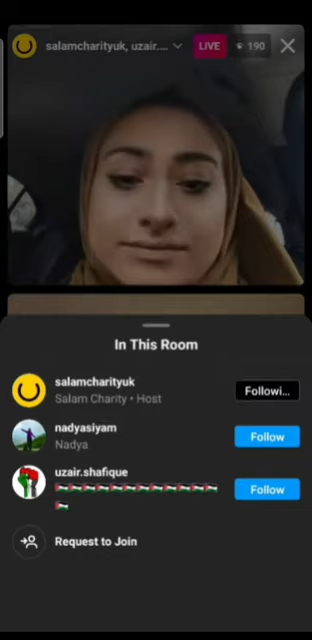 salamcharityuk, uzair.... LIVE 190
In This Room
salamcharityuk
Salam Charity • Host
Followi...
nadyasiyam
Nadya
Follow
uzair.shafique
🇵🇸🇵🇸🇵🇸🇵🇸🇵🇸🇵🇸🇵🇸🇵🇸🇵🇸🇵🇸🇵🇸🇵🇸
🇵🇸
Follow
Request to Join